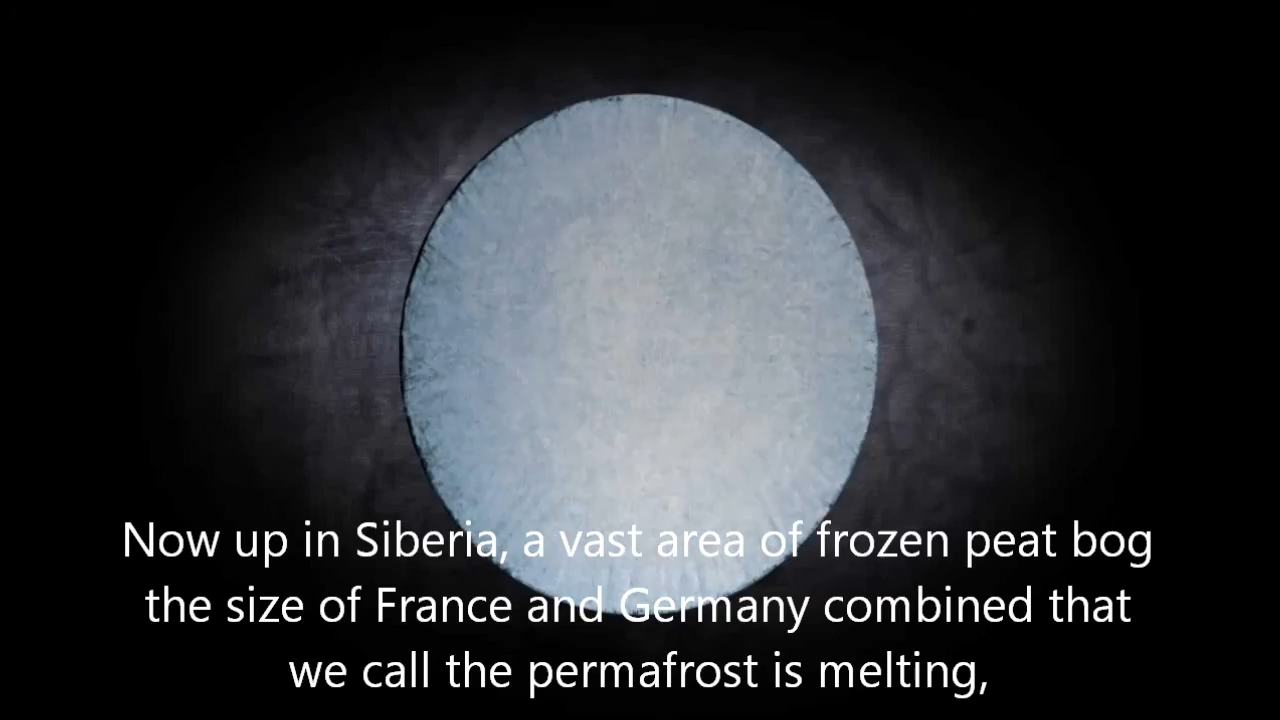 Now up in Siberia, a vast area of frozen peat bog
the size of France and Germany combined that
we call the permafrost is melting,